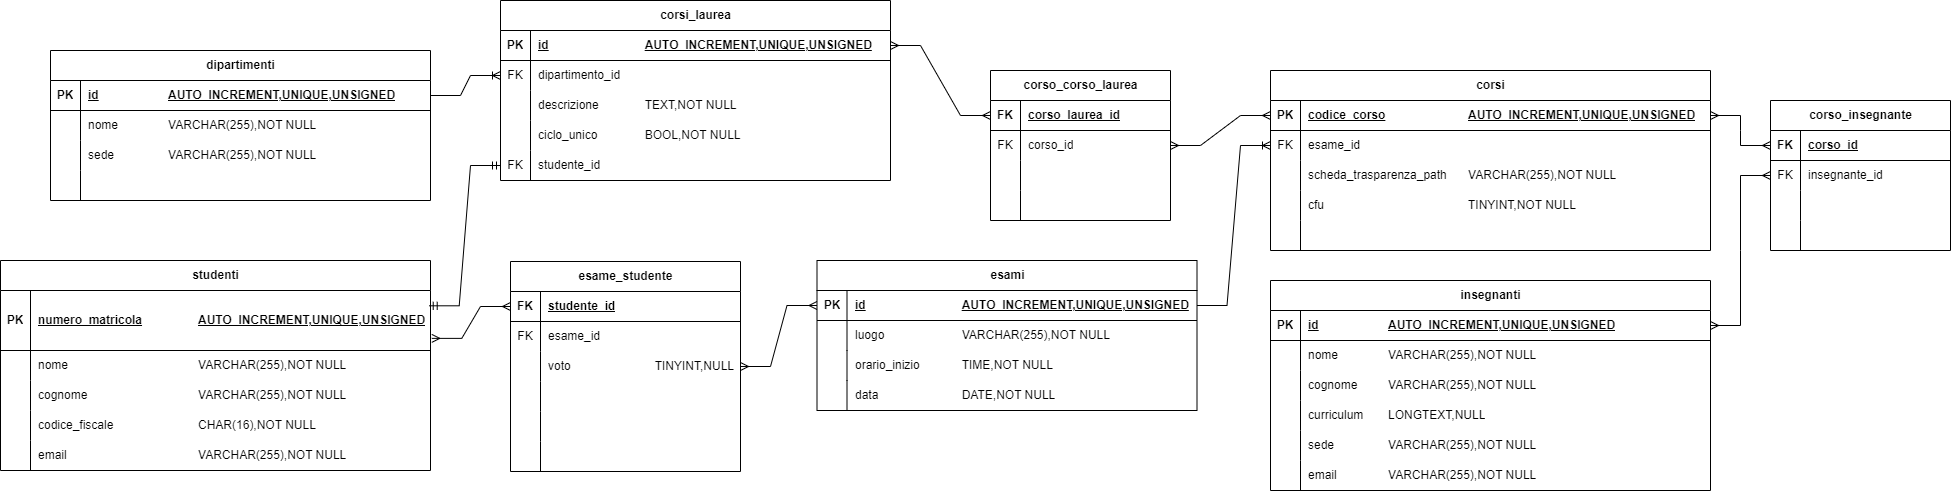 corsi_laurea
PK id AUTO_INCREMENT,UNIQUE,UNSIGNED
FK dipartimento_id
descrizione TEXT,NOT NULL
ciclo_unico BOOL,NOT NULL
FK studente_id
dipartimenti
PK id AUTO_INCREMENT,UNIQUE,UNSIGNED
nome VARCHAR(255),NOT NULL
sede VARCHAR(255),NOT NULL
corso_corso_laurea
FK corso_laurea_id
FK corso_id
corsi
PK codice_corso AUTO_INCREMENT,UNIQUE,UNSIGNED
FK esame_id
scheda_trasparenza_path VARCHAR(255),NOT NULL
cfu TINYINT,NOT NULL
corso_insegnante
FK corso_id
FK insegnante_id
studenti
PK numero_matricola AUTO_INCREMENT,UNIQUE,UNSIGNED
nome VARCHAR(255),NOT NULL
cognome VARCHAR(255),NOT NULL
codice_fiscale CHAR(16),NOT NULL
email VARCHAR(255),NOT NULL
esame_studente
FK studente_id
FK esame_id
voto TINYINT,NULL
esami
PK id AUTO_INCREMENT,UNIQUE,UNSIGNED
luogo VARCHAR(255),NOT NULL
orario_inizio TIME,NOT NULL
data DATE,NOT NULL
insegnanti
PK id AUTO_INCREMENT,UNIQUE,UNSIGNED
nome VARCHAR(255),NOT NULL
cognome VARCHAR(255),NOT NULL
curriculum LONGTEXT,NULL
sede VARCHAR(255),NOT NULL
email VARCHAR(255),NOT NULL